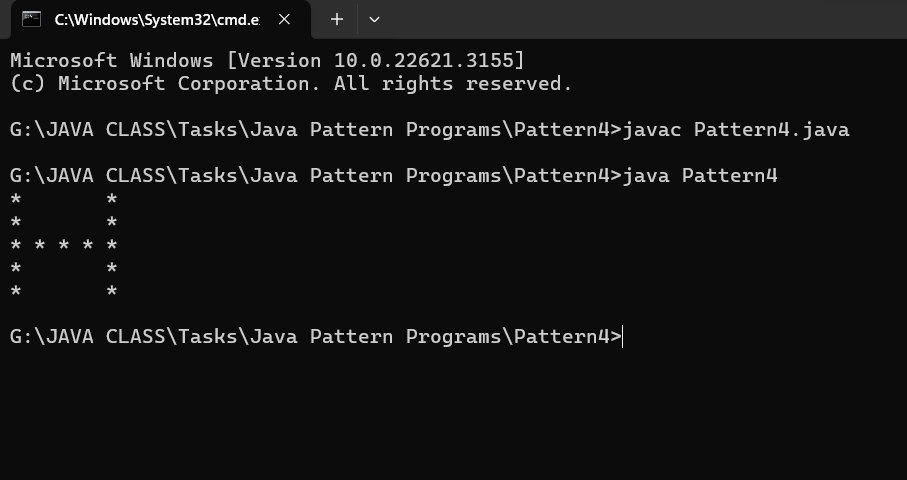 C:\Windows\System32\cmd.e
Microsoft Windows [Version 10.0.22621.3155]
(c) Microsoft Corporation. All rights reserved.
G:\JAVA CLASS\Tasks\Java Pattern Programs\Pattern4>javac Pattern4.java
G:\JAVA CLASS\Tasks\Java Pattern Programs\Pattern4>java Pattern4
*       *
*       *
* * * * *
*       *
*       *
G:\JAVA CLASS\Tasks\Java Pattern Programs\Pattern4>